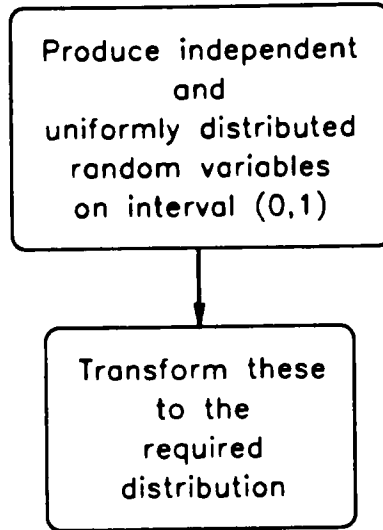 Produce independent
and
uniformly distributed
random variables
on interval (0,1)
Transform these
to the
required
distribution